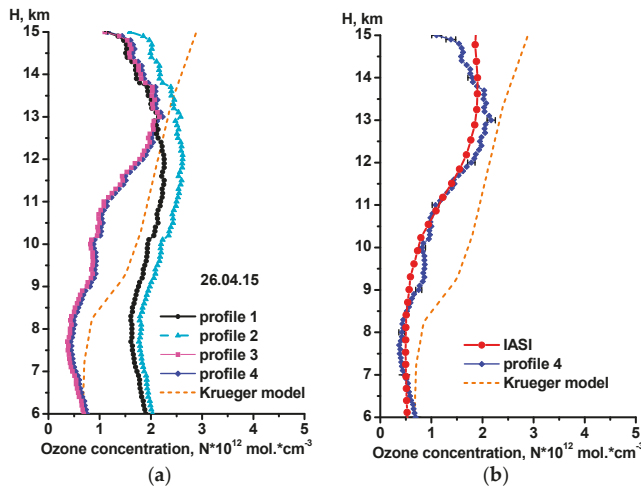 H, km
(a)
15
14
13
12
11
10
9
8
7
6
26.04.15
profile 1
profile 2
profile 3
profile 4
Krueger model
0 1 2 3 4 5
Ozone concentration, N*10¹² mol.*cm⁻³
(a)
H, km
(b)
15
14
13
12
11
10
9
8
7
6
IASI
profile 4
Krueger model
0 1 2 3 4 5
Ozone concentration, N*10¹² mol.*cm⁻³
(b)